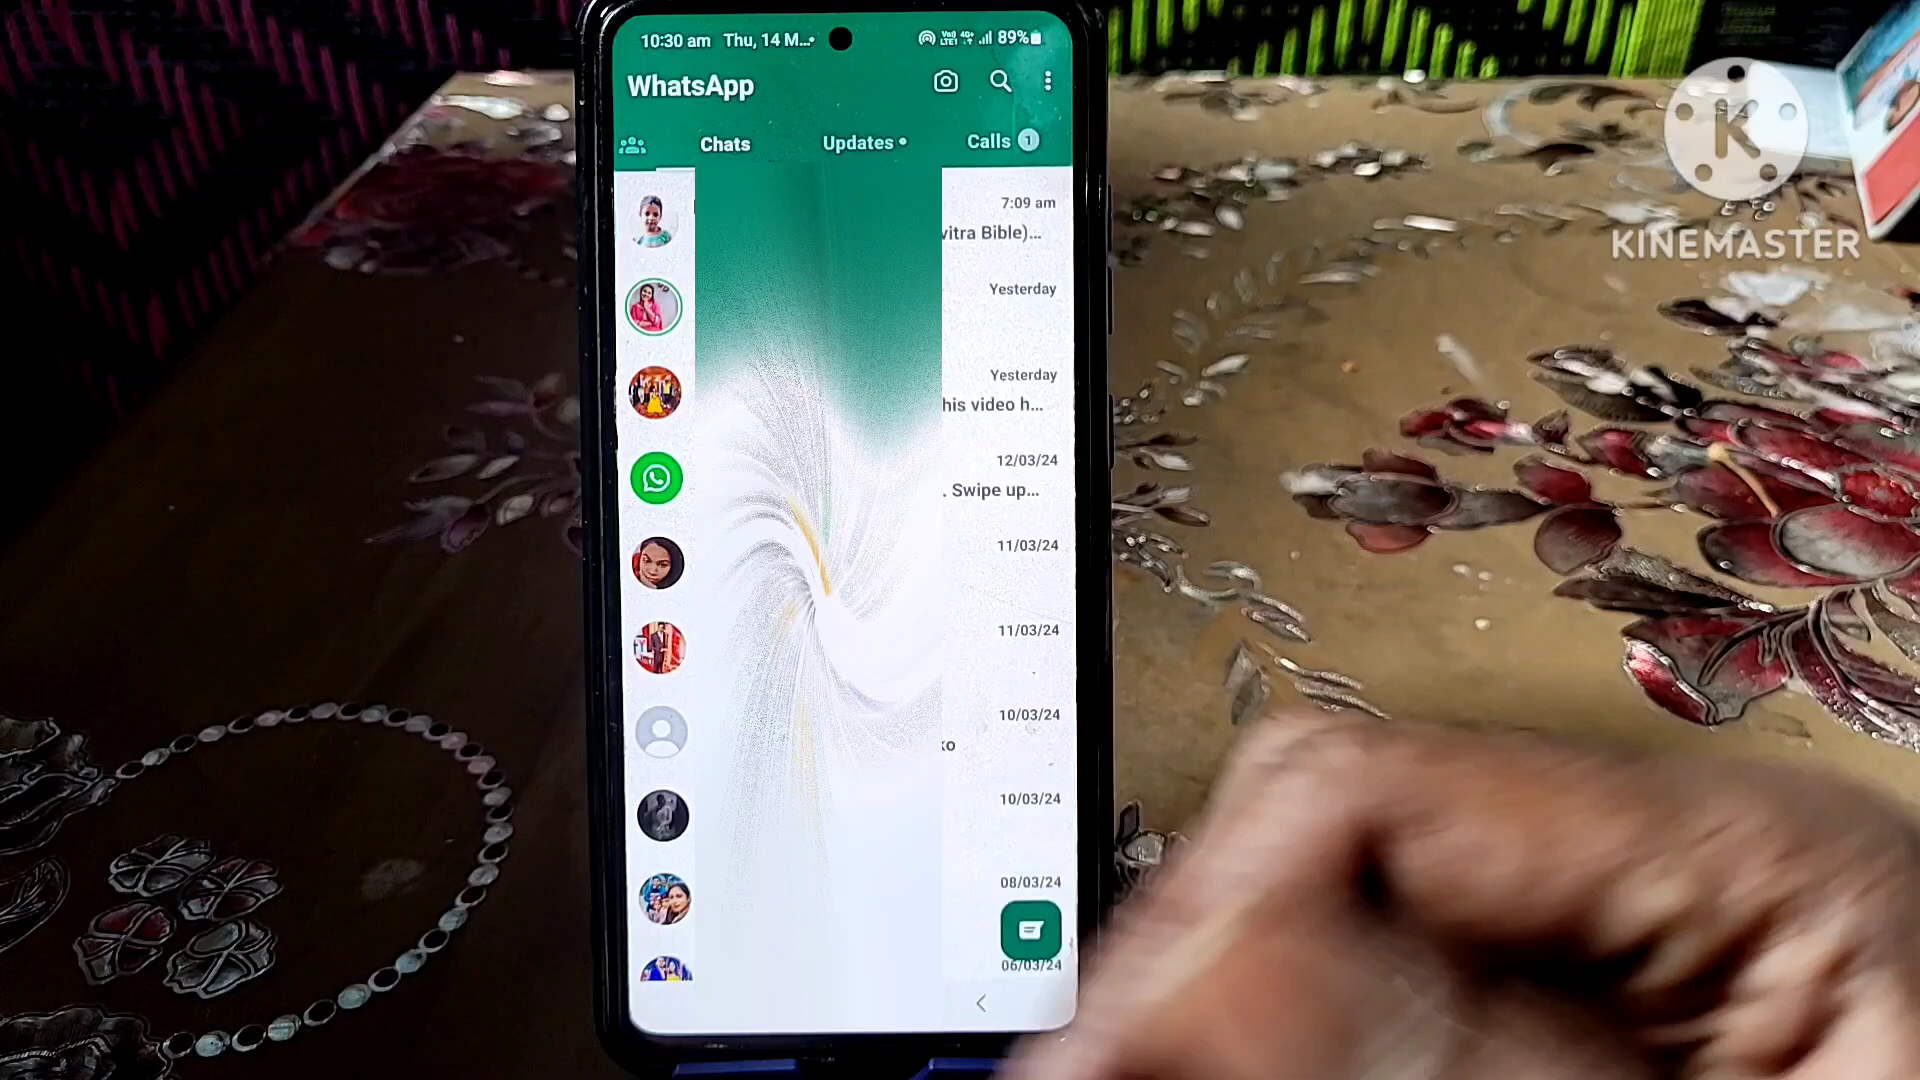 10:30 am Thu, 14 M...•
4G+ 89%
WhatsApp
Chats
Updates •
Calls 1
7:09 am
vitra Bible)...
Yesterday
Yesterday
his video h...
12/03/24
. Swipe up...
11/03/24
11/03/24
10/03/24
ko
10/03/24
08/03/24
06/03/24
K
KINEMASTER